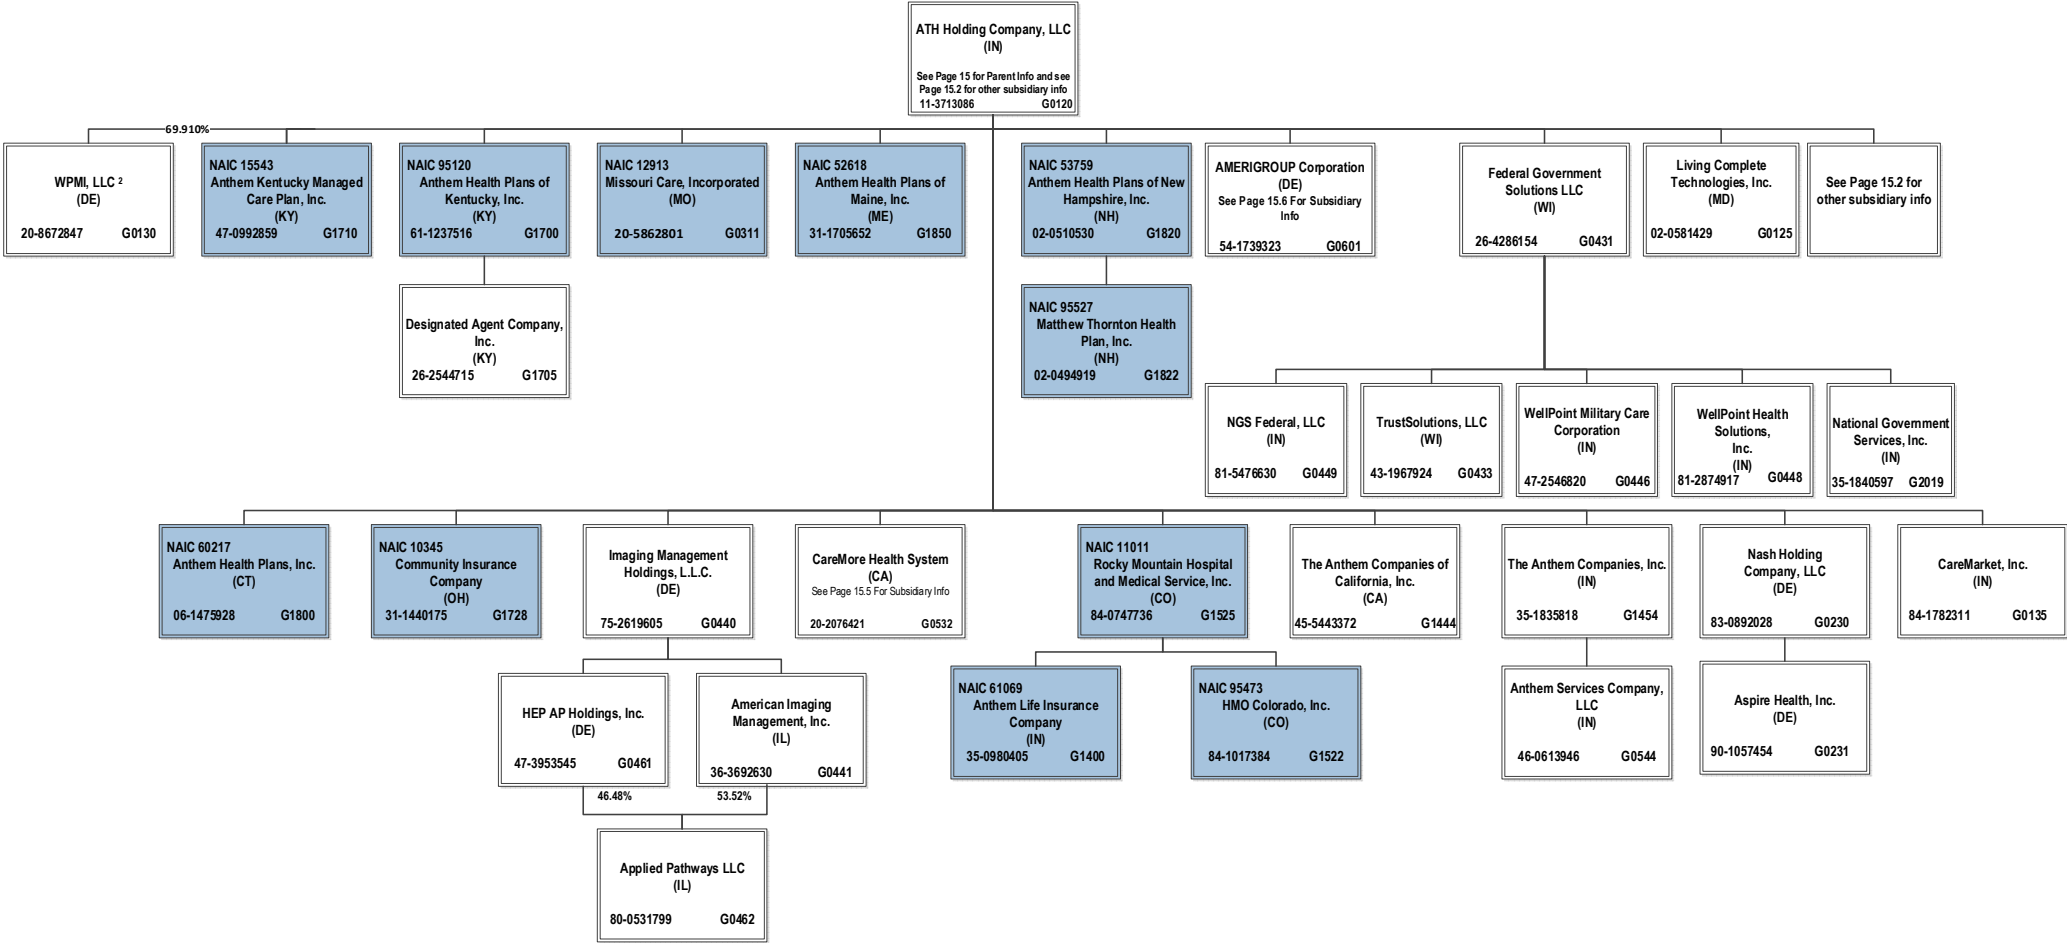 ATH Holding Company, LLC
(IN)
See Page 15 for Parent Info and see
Page 15.2 for other subsidiary info
11-3713086 G0120
69.910%
WPMI, LLC ²
(DE)
20-8672847 G0130
NAIC 15543
Anthem Kentucky Managed
Care Plan, Inc.
(KY)
47-0992859 G1710
NAIC 95120
Anthem Health Plans of
Kentucky, Inc.
(KY)
61-1237516 G1700
NAIC 12913
Missouri Care, Incorporated
(MO)
20-5862801 G0311
NAIC 52618
Anthem Health Plans of
Maine, Inc.
(ME)
31-1705652 G1850
NAIC 53759
Anthem Health Plans of New
Hampshire, Inc.
(NH)
02-0510530 G1820
AMERIGROUP Corporation
(DE)
See Page 15.6 For Subsidiary
Info
54-1739323 G0601
Federal Government
Solutions LLC
(WI)
26-4286154 G0431
Living Complete
Technologies, Inc.
(MD)
02-0581429 G0125
See Page 15.2 for
other subsidiary info
Designated Agent Company,
Inc.
(KY)
26-2544715 G1705
NAIC 95527
Matthew Thornton Health
Plan, Inc.
(NH)
02-0494919 G1822
NGS Federal, LLC
(IN)
81-5476630 G0449
TrustSolutions, LLC
(WI)
43-1967924 G0433
WellPoint Military Care
Corporation
(IN)
47-2546820 G0446
WellPoint Health
Solutions,
Inc.
(IN)
81-2874917 G0448
National Government
Services, Inc.
(IN)
35-1840597 G2019
NAIC 60217
Anthem Health Plans, Inc.
(CT)
06-1475928 G1800
NAIC 10345
Community Insurance
Company
(OH)
31-1440175 G1728
Imaging Management
Holdings, L.L.C.
(DE)
75-2619605 G0440
CareMore Health System
(CA)
See Page 15.5 For Subsidiary Info
20-2076421 G0532
NAIC 11011
Rocky Mountain Hospital
and Medical Service, Inc.
(CO)
84-0747736 G1525
The Anthem Companies of
California, Inc.
(CA)
45-5443372 G1444
The Anthem Companies, Inc.
(IN)
35-1835818 G1454
Nash Holding
Company, LLC
(DE)
83-0892028 G0230
CareMarket, Inc.
(IN)
84-1782311 G0135
HEP AP Holdings, Inc.
(DE)
47-3953545 G0461
American Imaging
Management, Inc.
(IL)
36-3692630 G0441
NAIC 61069
Anthem Life Insurance
Company
(IN)
35-0980405 G1400
NAIC 95473
HMO Colorado, Inc.
(CO)
84-1017384 G1522
Anthem Services Company,
LLC
(IN)
46-0613946 G0544
Aspire Health, Inc.
(DE)
90-1057454 G0231
46.48% 53.52%
Applied Pathways LLC
(IL)
80-0531799 G0462